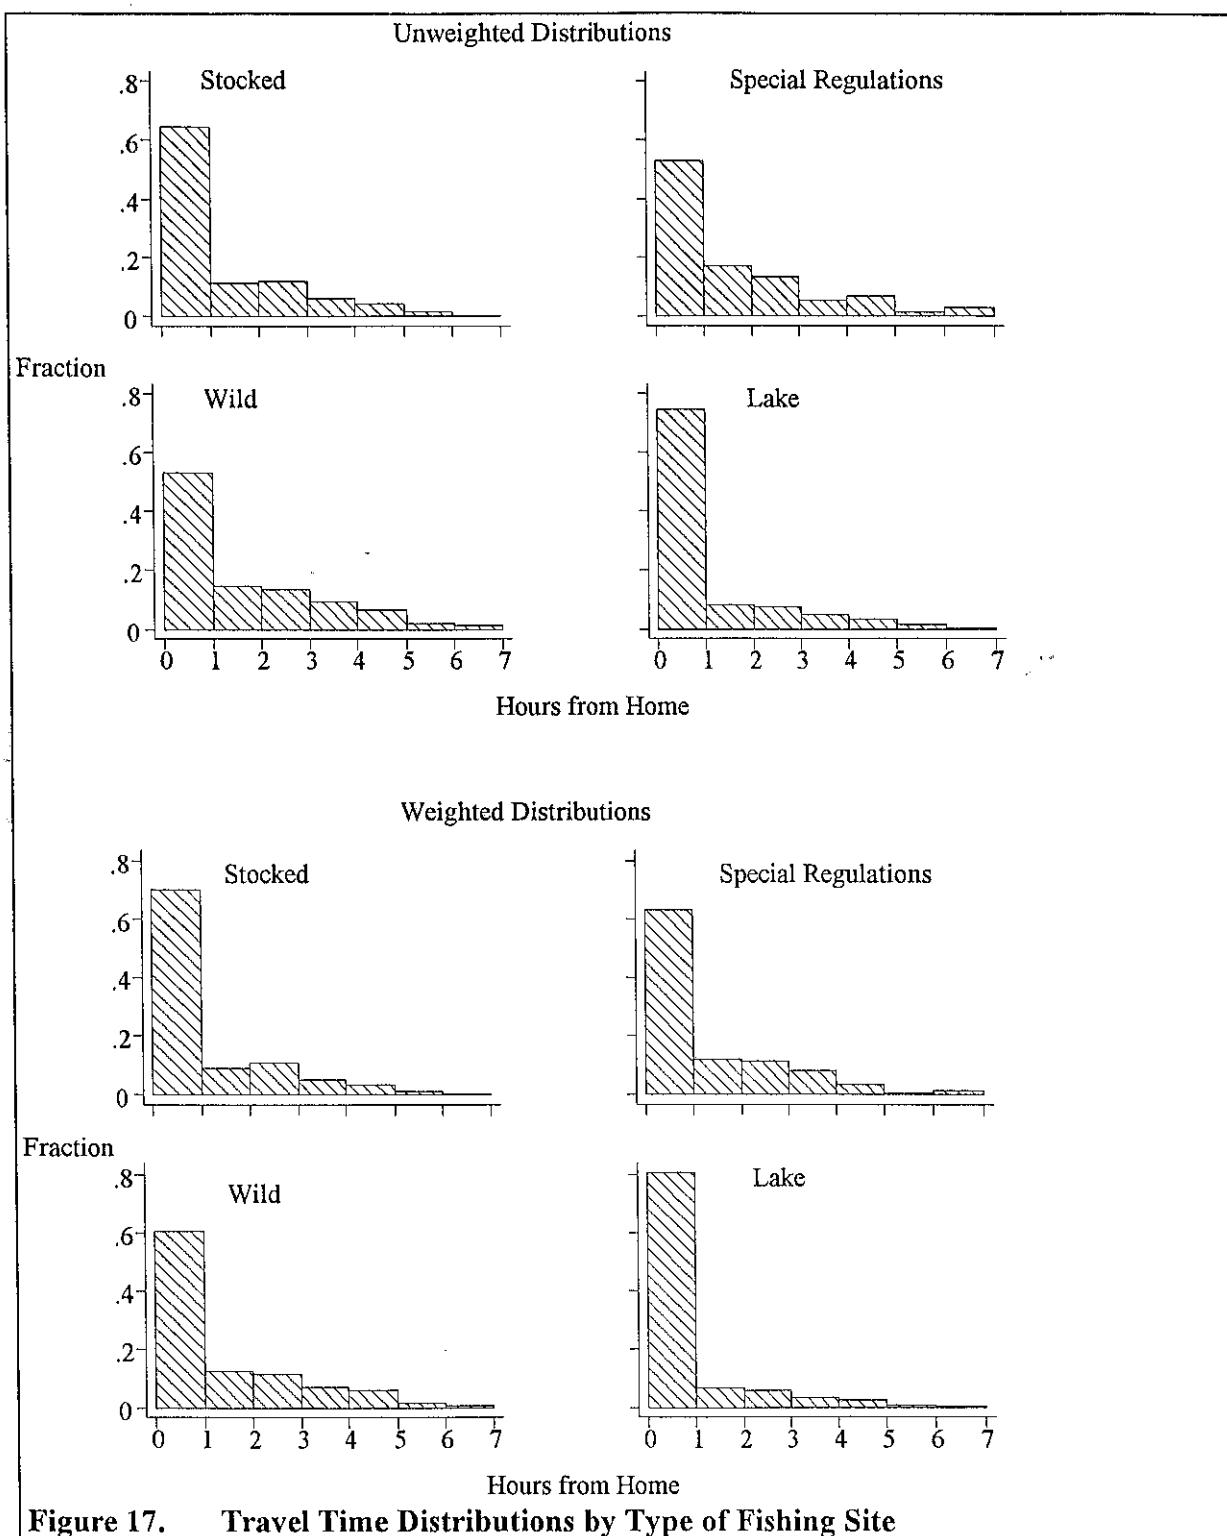 Unweighted Distributions
Stocked
Special Regulations
.8
.6
.4
.2
0
Fraction
Wild
Lake
.8
.6
.4
.2
0
0 1 2 3 4 5 6 7
0 1 2 3 4 5 6 7
Hours from Home
Weighted Distributions
Stocked
Special Regulations
.8
.6
.4
.2
0
Fraction
Wild
Lake
.8
.6
.4
.2
0
0 1 2 3 4 5 6 7
0 1 2 3 4 5 6 7
Hours from Home
Figure 17. Travel Time Distributions by Type of Fishing Site